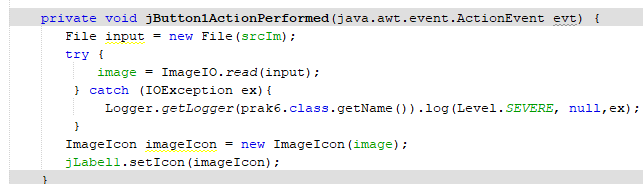 private void jButton1ActionPerformed(java.awt.event.ActionEvent evt) {
File input = new File(srcIm);
try {
image = ImageIO.read(input);
} catch (IOException ex){
Logger.getLogger(prak6.class.getName()).log(Level.SEVERE, null,ex);
}
ImageIcon imageIcon = new ImageIcon(image);
jLabel1.setIcon(imageIcon);
}